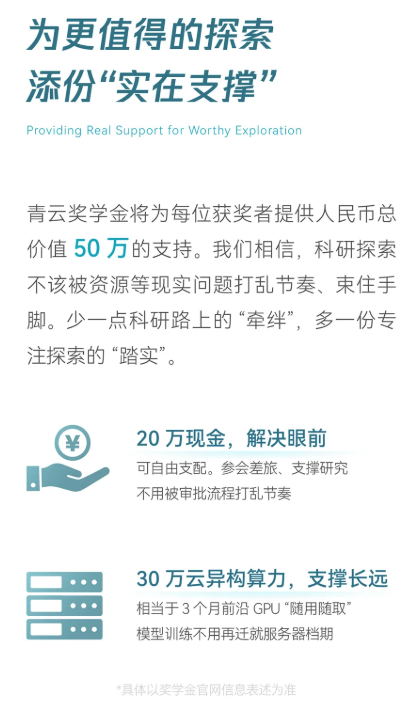 为更值得的探索
添份“实在支撑”
Providing Real Support for Worthy Exploration
青云奖学金将为每位获奖者提供人民币总
价值 50 万的支持。我们相信，科研探索
不该被资源等现实问题打乱节奏、束住手
脚。少一点科研路上的 “牵绊”，多一份专
注探索的 “踏实”。
¥
20 万现金，解决眼前
可自由支配。参会差旅、支撑研究
不用被审批流程打乱节奏
30 万云异构算力，支撑长远
相当于 3 个月前沿 GPU “随用随取”
模型训练不用再迁就服务器档期
*具体以奖学金官网信息表述为准